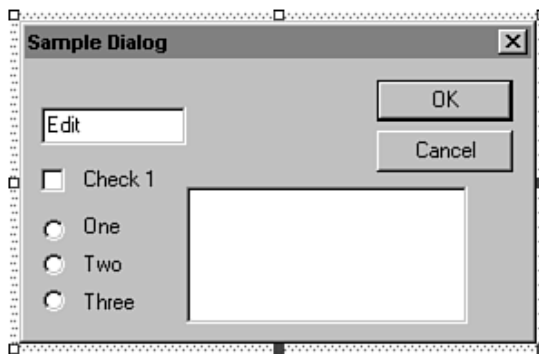 Sample Dialog
OK
Edit
Cancel
Check 1
One
Two
Three